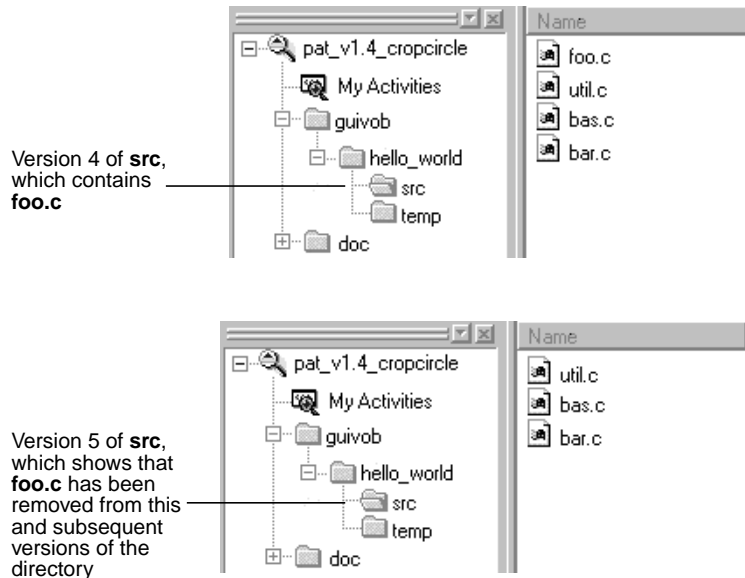 Name
pat_v1.4_cropcircle
My Activities
guivob
hello_world
src
temp
doc
foo.c
util.c
bas.c
bar.c
Version 4 of src,
which contains
foo.c
Name
pat_v1.4_cropcircle
My Activities
guivob
hello_world
src
temp
doc
util.c
bas.c
bar.c
Version 5 of src,
which shows that
foo.c has been
removed from this
and subsequent
versions of the
directory